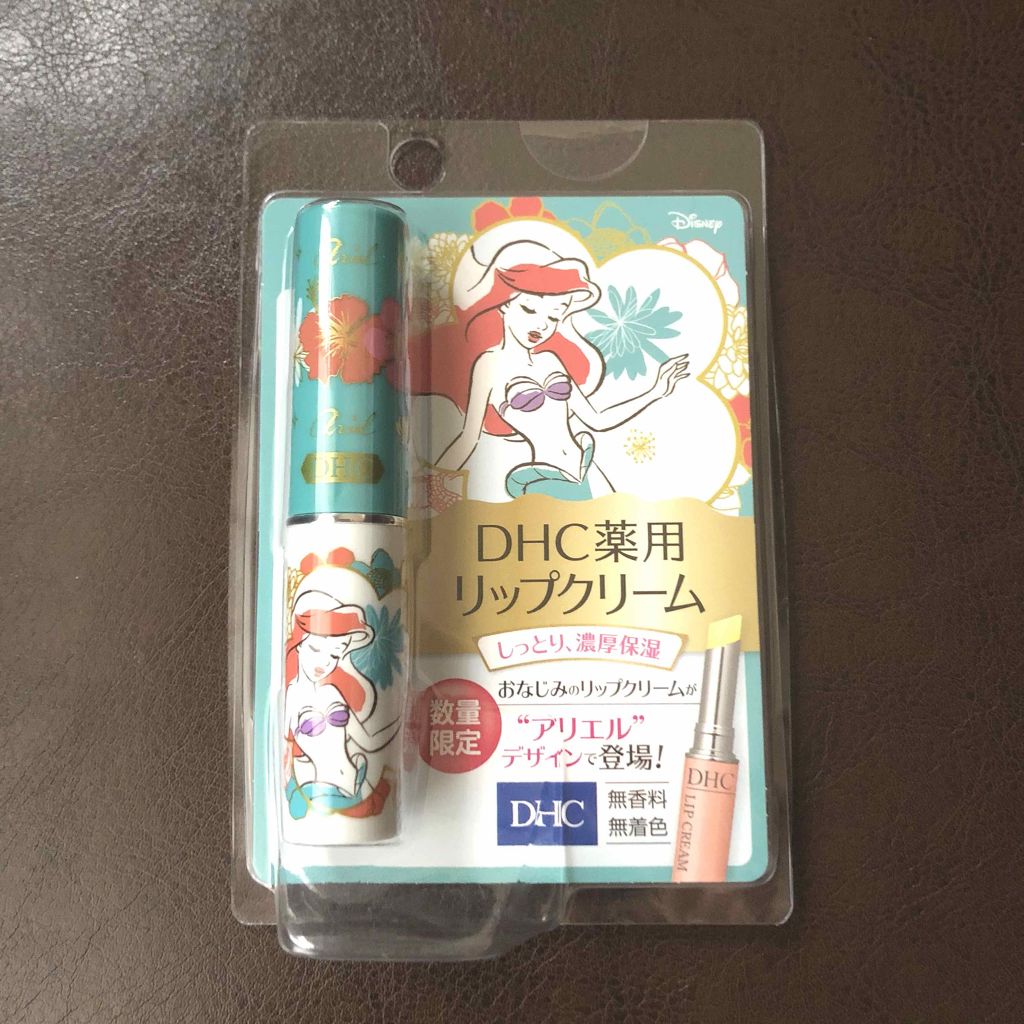 Disney
Ariel
Ariel
DHC
DHC薬用
リップクリーム
しっとり、濃厚保湿
おなじみのリップクリームが
数量
限定
“アリエル”
デザインで登場!
DHC
無香料
無着色
DHC
LIP CREAM